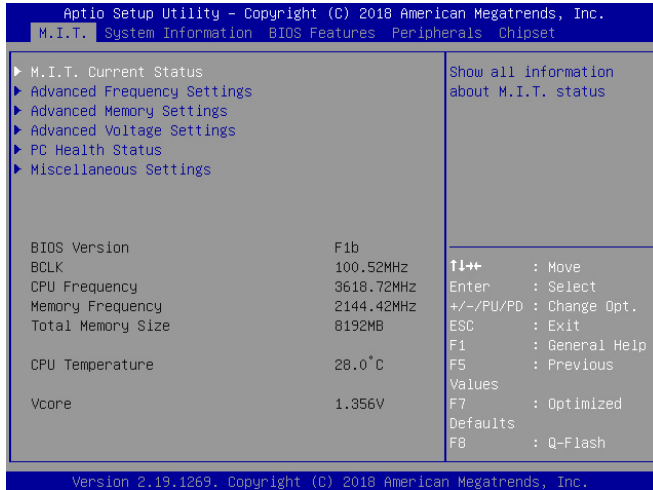 Aptio Setup Utility – Copyright (C) 2018 American Megatrends, Inc.
M.I.T. System Information BIOS Features Peripherals Chipset
M.I.T. Current Status
Advanced Frequency Settings
Advanced Memory Settings
Advanced Voltage Settings
PC Health Status
Miscellaneous Settings
BIOS Version F1b
BCLK 100.52MHz
CPU Frequency 3618.72MHz
Memory Frequency 2144.42MHz
Total Memory Size 8192MB
CPU Temperature 28.0°C
Vcore 1.356V
Show all information
about M.I.T. status
↑↓→← : Move
Enter : Select
+/-/PU/PD : Change Opt.
ESC : Exit
F1 : General Help
F5 : Previous
Values
F7 : Optimized
Defaults
F8 : Q-Flash
Version 2.19.1269. Copyright (C) 2018 American Megatrends, Inc.